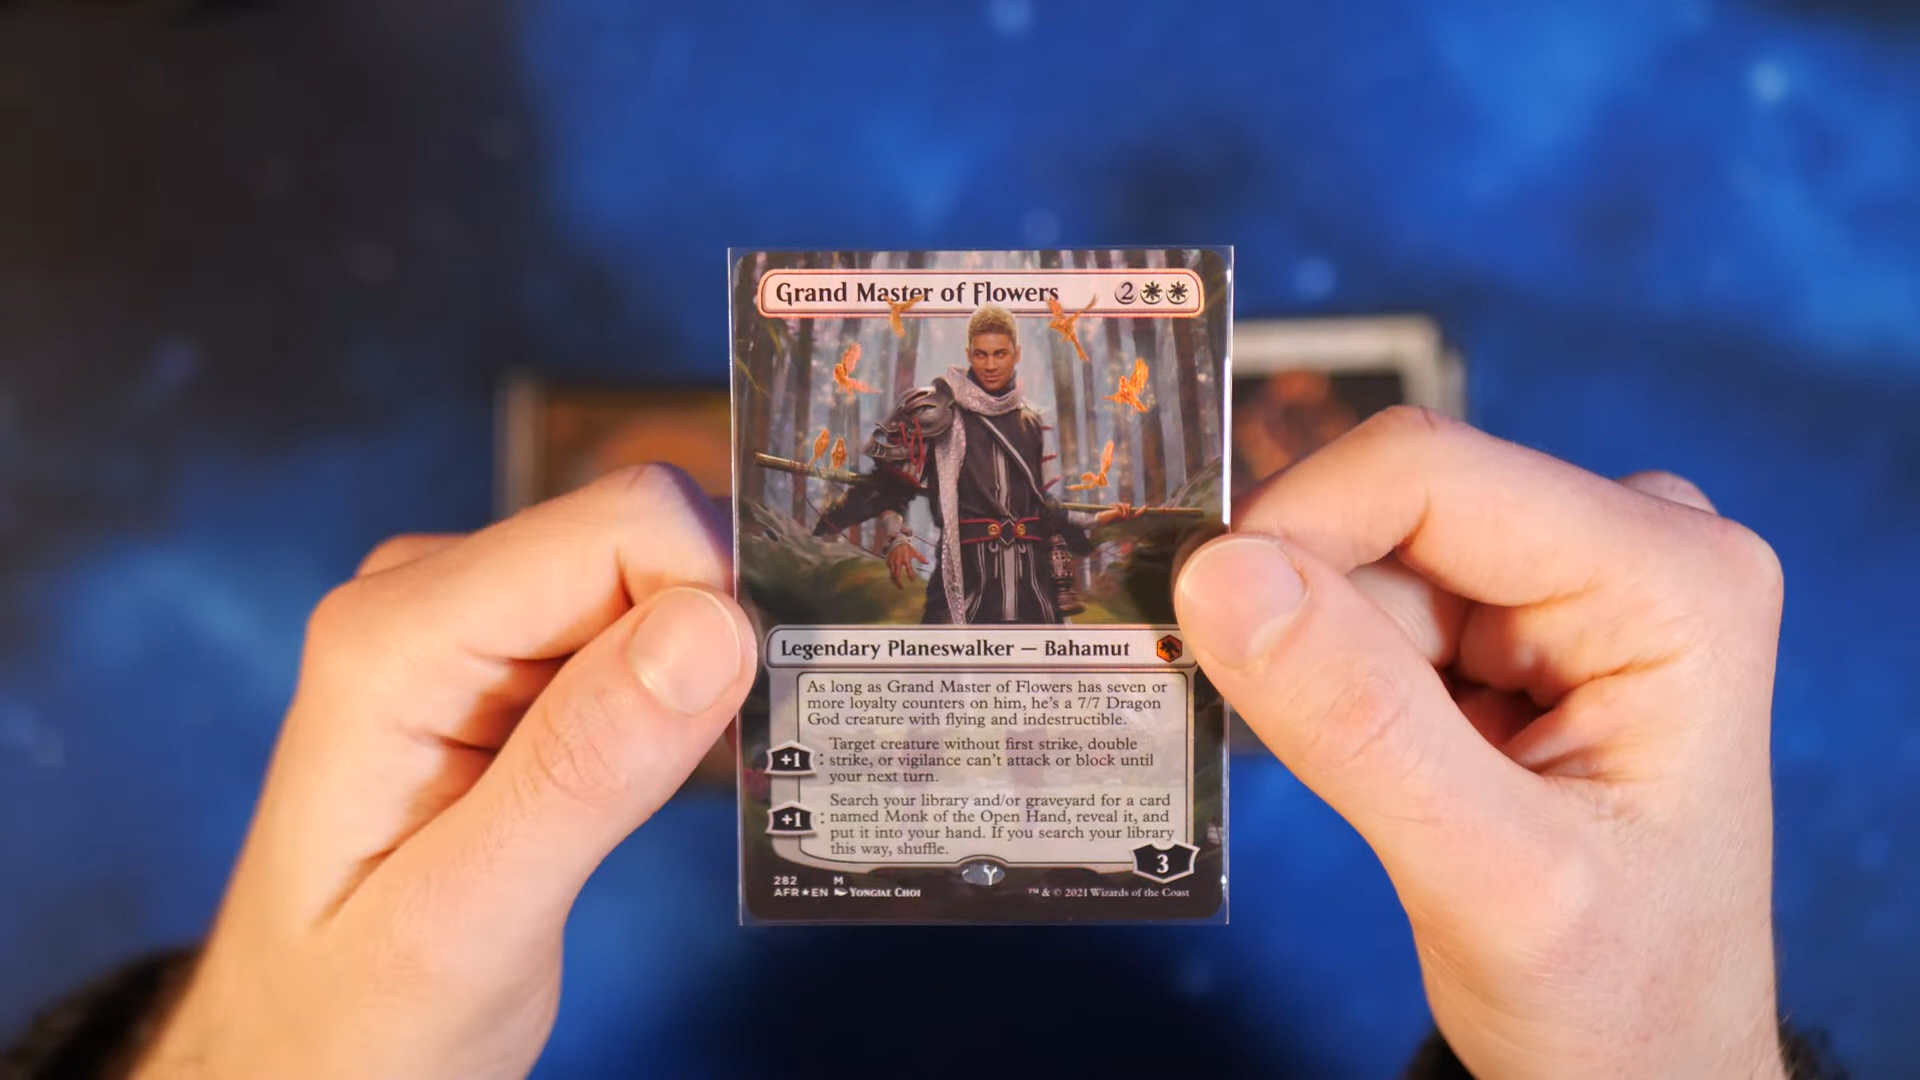 Grand Master of Flowers 2
Legendary Planeswalker — Bahamut
As long as Grand Master of Flowers has seven or
more loyalty counters on him, he's a 7/7 Dragon
God creature with flying and indestructible.
Target creature without first strike, double
+1: strike, or vigilance can't attack or block until
your next turn.
Search your library and/or graveyard for a card
+1: named Monk of the Open Hand, reveal it, and
put it into your hand. If you search your library
this way, shuffle.
3
282 M
AFR★EN Yongjae Choi ™ & © 2021 Wizards of the Coast